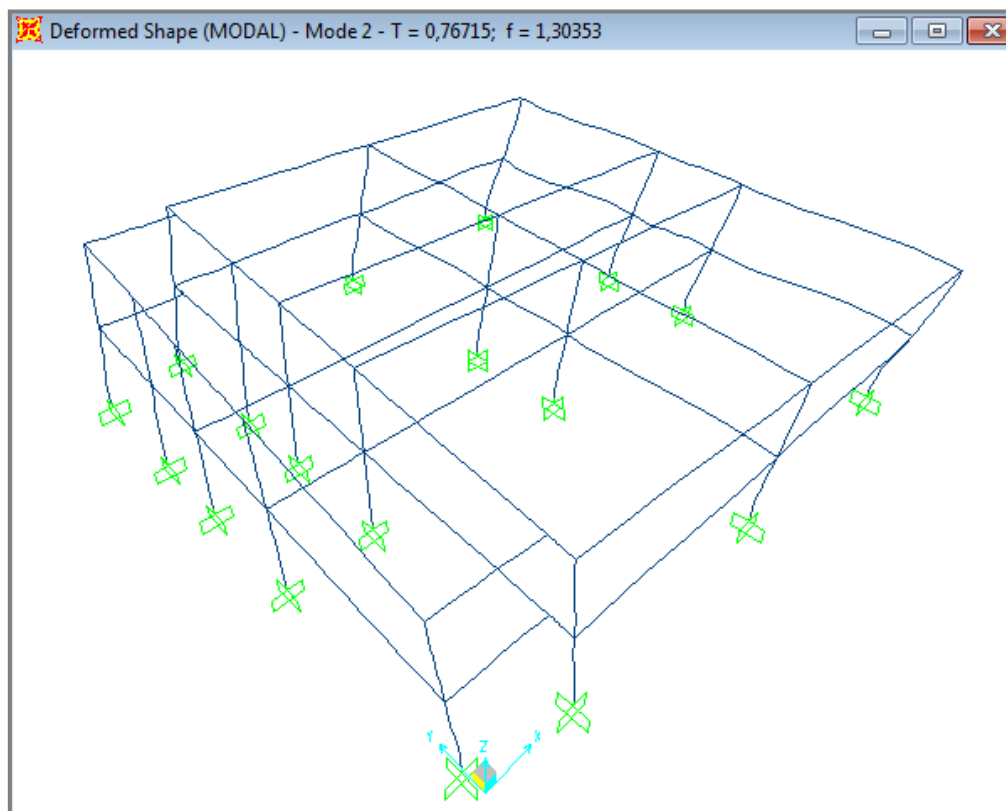 Deformed Shape (MODAL) - Mode 2 - T = 0,76715; f = 1,30353
Y Z X